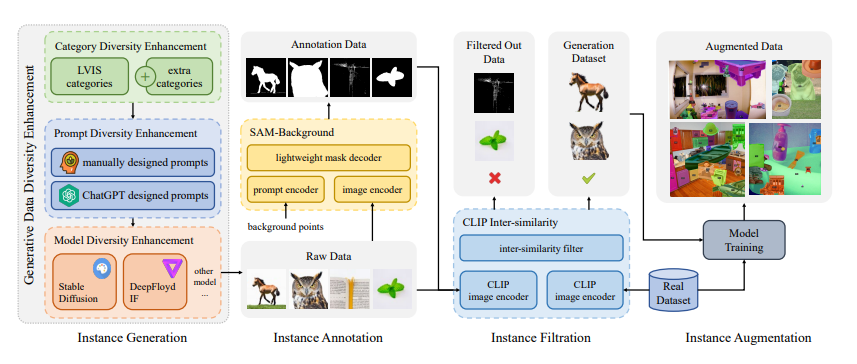 Generative Data Diversity Enhancement
Category Diversity Enhancement
LVIS
categories
+
extra
categories
Prompt Diversity Enhancement
manually designed prompts
ChatGPT designed prompts
Model Diversity Enhancement
Stable
Diffusion
DeepFloyd
IF
other
model
...
Instance Generation
Annotation Data
SAM-Background
lightweight mask decoder
prompt encoder
image encoder
background points
Raw Data
Instance Annotation
Filtered Out
Data
Generation
Dataset
CLIP Inter-similarity
inter-similarity filter
CLIP
image encoder
CLIP
image encoder
Instance Filtration
Augmented Data
Model
Training
Real
Dataset
Instance Augmentation